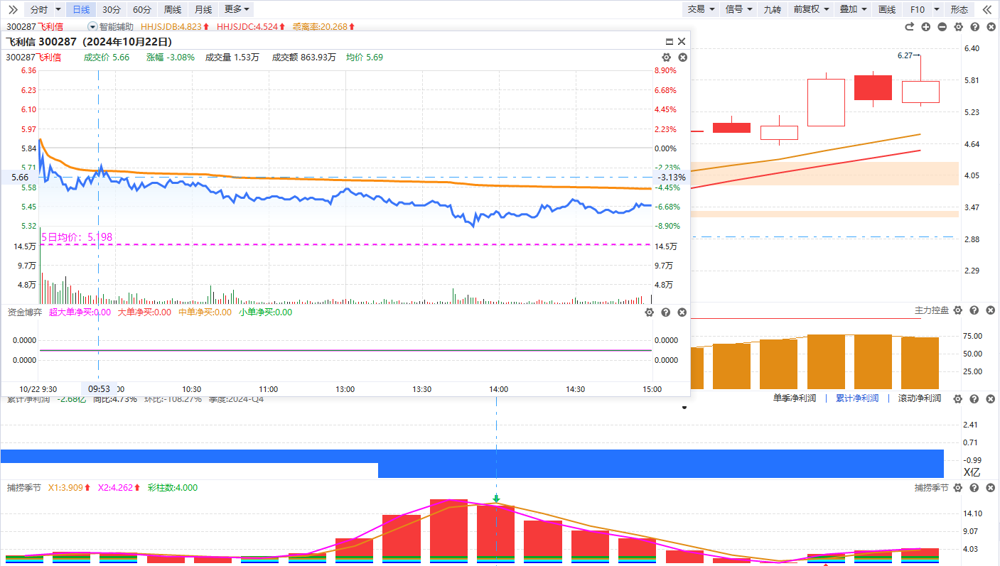 分时 日线 30分 60分 周线 月线 更多 交易 信号 九转 前复权 叠加 画线 F10 形态
300287飞利信 智能辅助 HHJSJDB:4.823 HHJSJDC:4.524 乖离率:20.268
飞利信 300287（2024年10月22日）
300287飞利信 成交价 5.66 涨幅 -3.08% 成交量 1.53万 成交额 863.93万 均价 5.69
6.36 8.90% 6.40
6.27
6.23 6.68% 5.81
6.10 4.45% 5.23
5.97 2.23% 4.64
5.84 0.00%
5.71 -2.23% 4.05
5.66 -3.13%
5.58 -4.45%
5.45 -6.68% 3.47
5.32 -8.90%
5日均价：5.198 2.88
14.5万 14.5万
9.7万 9.7万 2.29
4.8万 4.8万
资金博弈 超大单净买:0.00 大单净买:0.00 中单净买:0.00 小单净买:0.00 主力控盘
0.0000 0.0000 75.00
50.00
0.0000 0.0000 25.00
10/22 9:30 09:53 :00 10:30 11:00 13:00 13:30 14:00 14:30 15:00
累计净利润 -2.68亿 同比:4.73% 环比:-108.27% 季度:2024-Q4 单季净利润 累计净利润 滚动净利润
2.41
0.71
-0.99
X亿
捕捞季节 X1:3.909 X2:4.262 彩柱数:4.000 捕捞季节
14.10
9.07
4.03